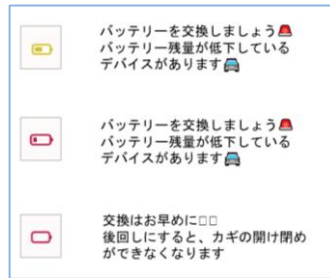 バッテリーを交換しましょう🚨
バッテリー残量が低下している
デバイスがあります🚘
バッテリーを交換しましょう🚨
バッテリー残量が低下している
デバイスがあります🚘
交換はお早めに□□
後回しにすると、カギの開け閉め
ができなくなります